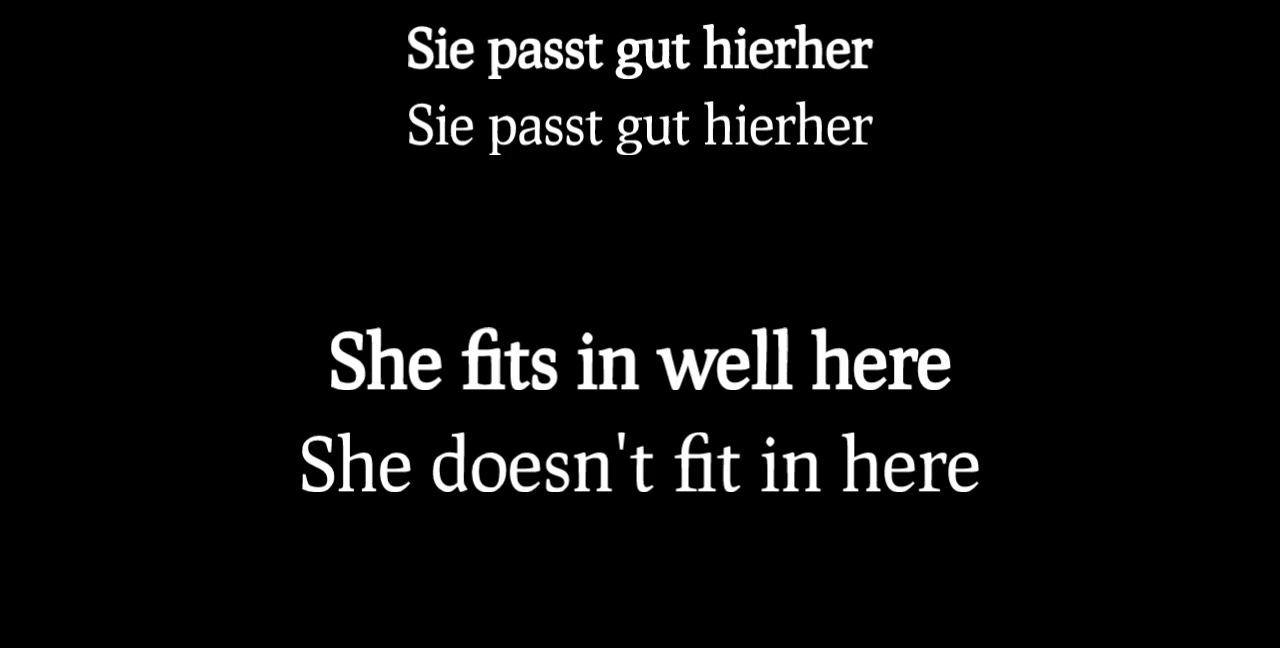 Sie passt gut hierher
Sie passt gut hierher
She fits in well here
She doesn't fit in here